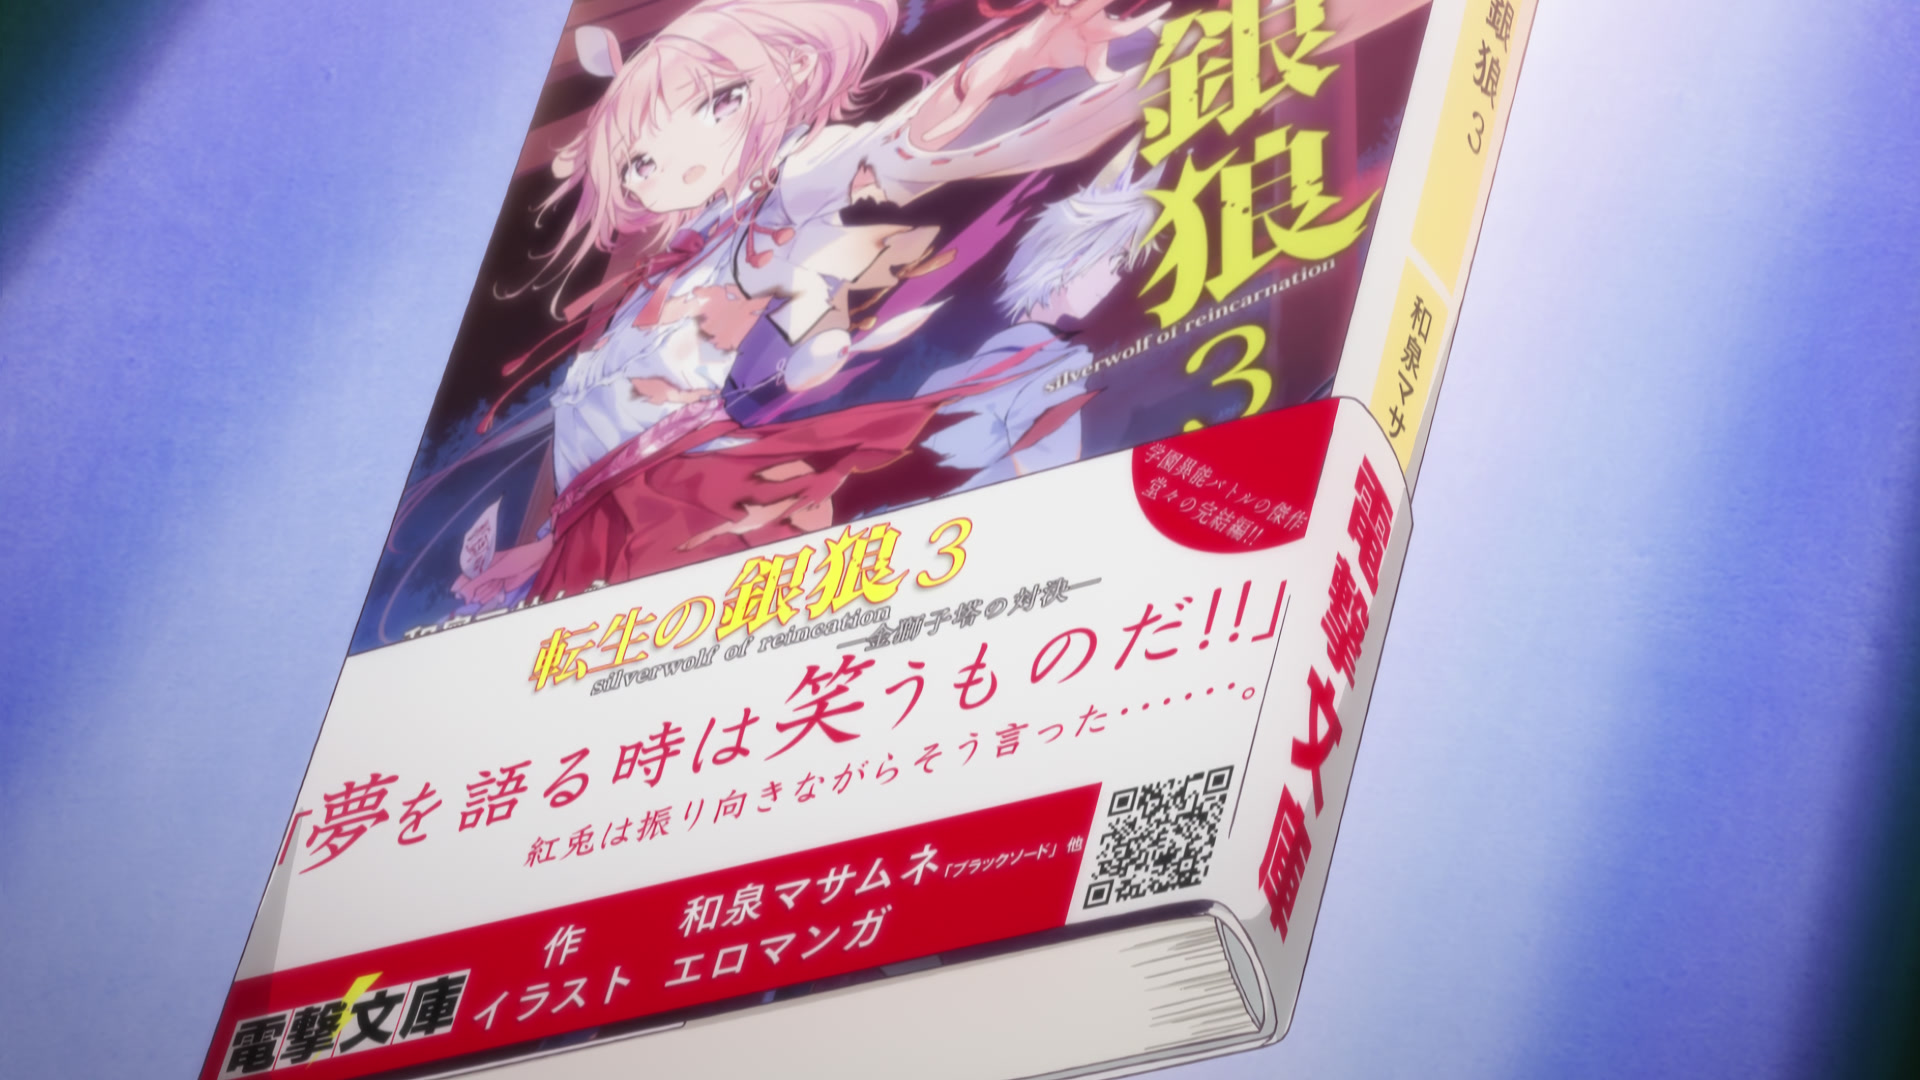 銀狼
3
silverwolf of reincarnation
銀狼 3
和泉マサ
学園異能バトルの傑作
堂々の完結編!!
転生の銀狼 3
silverwolf of reincation
―金獅子塔の対決―
「夢を語る時は笑うものだ!!」
紅兎は振り向きながらそう言った……。
作 和泉マサムネ「ブラックソード」他
イラスト エロマンガ
電撃文庫
電撃文庫